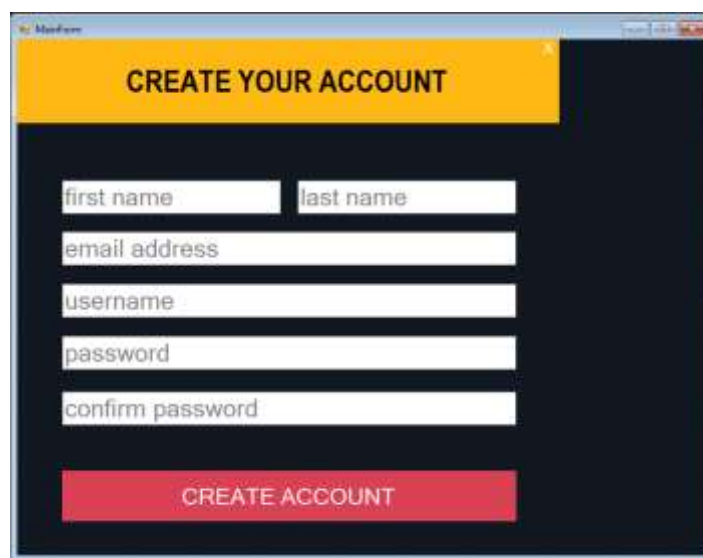 MainForm
X
CREATE YOUR ACCOUNT
first name last name
email address
username
password
confirm password
CREATE ACCOUNT